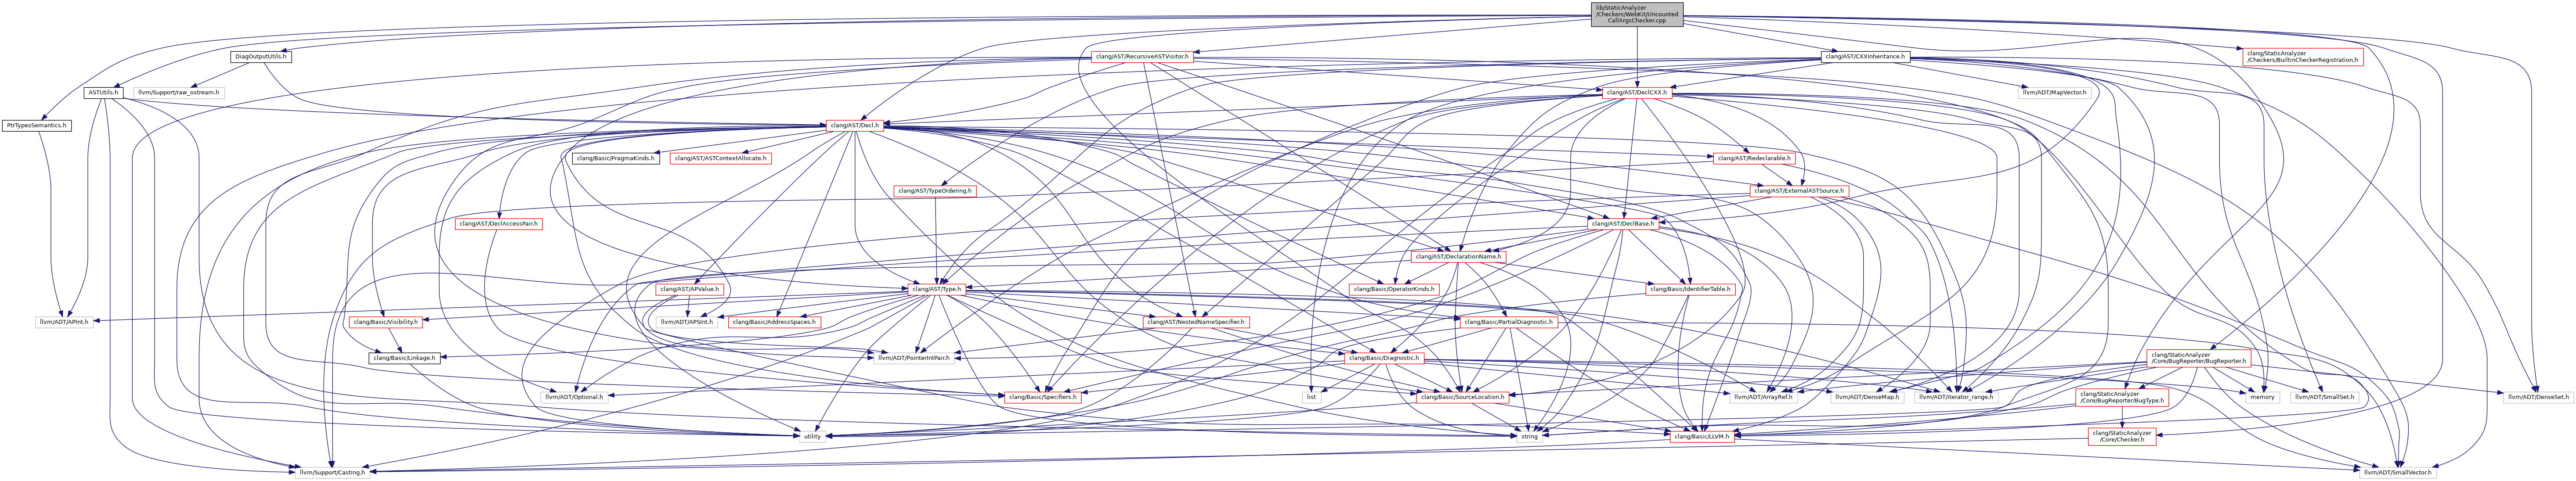 lib/StaticAnalyzer
/Checkers/WebKit/Uncounted
CallArgsChecker.cpp
DiagOutputUtils.h
clang/AST/RecursiveASTVisitor.h
clang/AST/CXXInheritance.h
clang/StaticAnalyzer
/Checkers/BuiltinCheckerRegistration.h
ASTUtils.h
llvm/Support/raw_ostream.h
clang/AST/DeclCXX.h
llvm/ADT/MapVector.h
PtrTypesSemantics.h
clang/AST/Decl.h
clang/Basic/PragmaKinds.h
clang/AST/ASTContextAllocate.h
clang/AST/Redeclarable.h
clang/AST/TypeOrdering.h
clang/AST/ExternalASTSource.h
clang/AST/DeclAccessPair.h
clang/AST/DeclBase.h
clang/AST/DeclarationName.h
clang/AST/APValue.h
clang/AST/Type.h
clang/Basic/OperatorKinds.h
clang/Basic/IdentifierTable.h
llvm/ADT/APInt.h
clang/Basic/Visibility.h
llvm/ADT/APSInt.h
clang/Basic/AddressSpaces.h
clang/AST/NestedNameSpecifier.h
clang/Basic/PartialDiagnostic.h
clang/Basic/Linkage.h
llvm/ADT/PointerIntPair.h
clang/Basic/Diagnostic.h
clang/StaticAnalyzer
/Core/BugReporter/BugReporter.h
llvm/ADT/Optional.h
clang/Basic/Specifiers.h
list
clang/Basic/SourceLocation.h
llvm/ADT/ArrayRef.h
llvm/ADT/DenseMap.h
llvm/ADT/iterator_range.h
clang/StaticAnalyzer
/Core/BugReporter/BugType.h
memory
llvm/ADT/SmallSet.h
llvm/ADT/DenseSet.h
utility
string
clang/Basic/LLVM.h
clang/StaticAnalyzer
/Core/Checker.h
llvm/Support/Casting.h
llvm/ADT/SmallVector.h